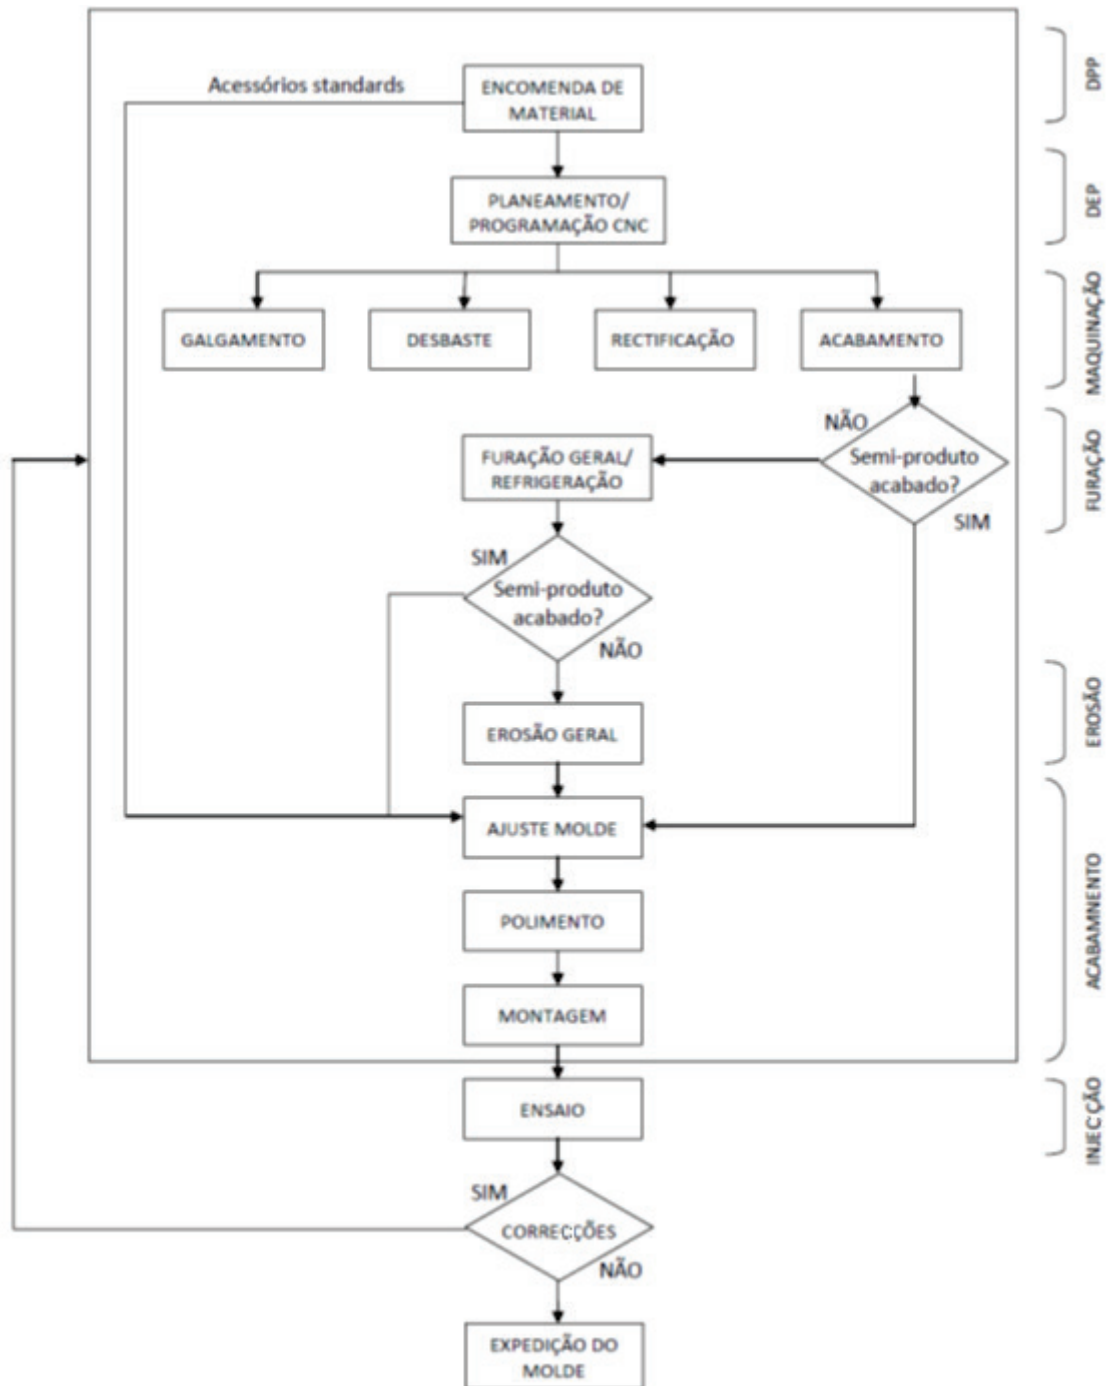 Acessórios standards
ENCOMENDA DE
MATERIAL
DPP
PLANEAMENTO/
PROGRAMAÇÃO CNC
DEP
GALGAMENTO
DESBASTE
RECTIFICAÇÃO
ACABAMENTO
MAQUINAÇÃO
NÃO
Semi-produto
acabado?
SIM
FURAÇÃO GERAL/
REFRIGERAÇÃO
FURAÇÃO
SIM
Semi-produto
acabado?
NÃO
EROSÃO GERAL
EROSÃO
AJUSTE MOLDE
POLIMENTO
MONTAGEM
ACABAMNENTO
ENSAIO
INJECÇÃO
SIM
CORRECÇÕES
NÃO
EXPEDIÇÃO DO
MOLDE